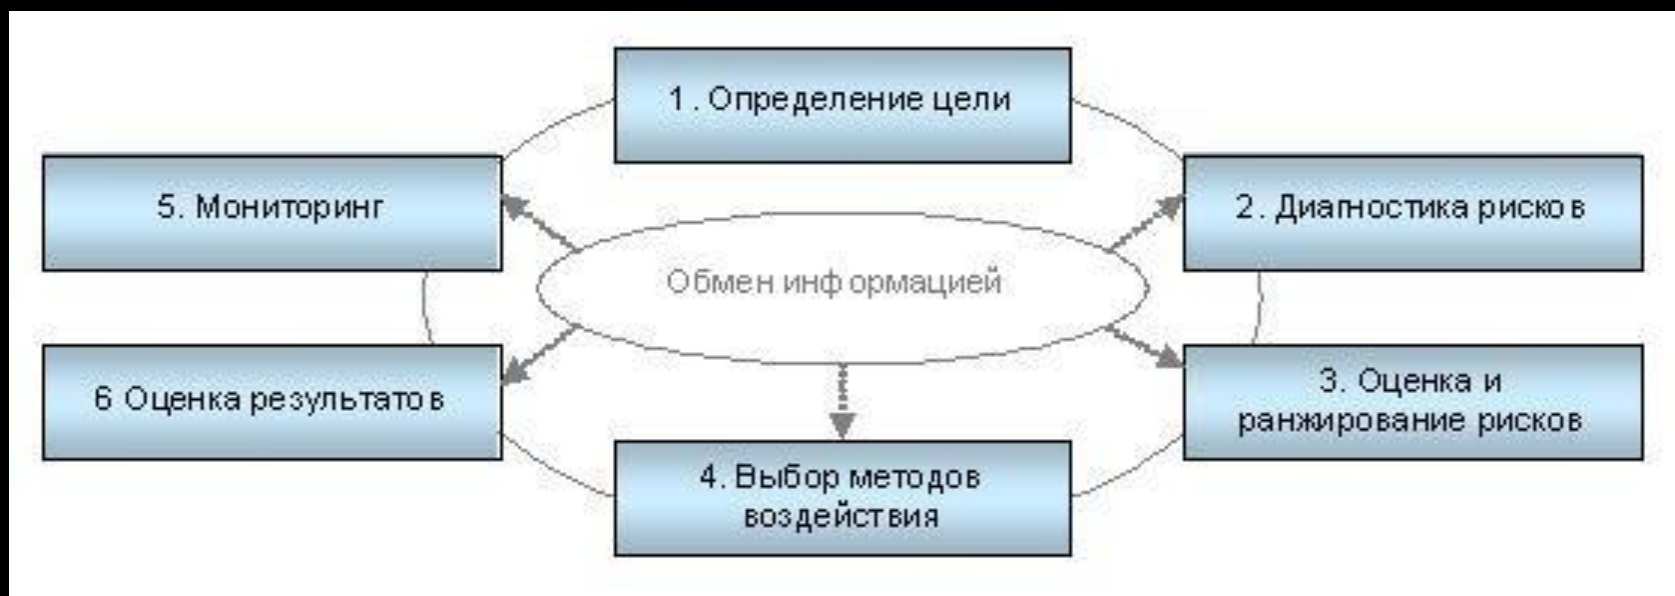 1. Определение цели
5. Мониторинг
2. Диагностика рисков
Обмен информацией
6 Оценка результатов
3. Оценка и
ранжирование рисков
4. Выбор методов
воздействия